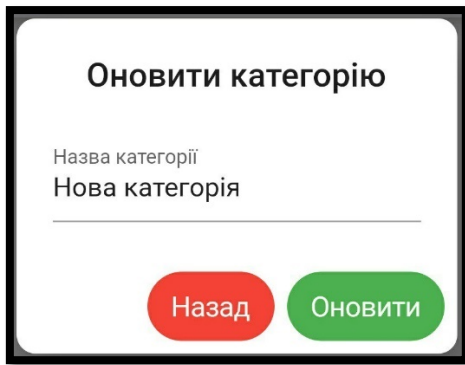 Оновити категорію
Назва категорії
Нова категорія
Назад
Оновити